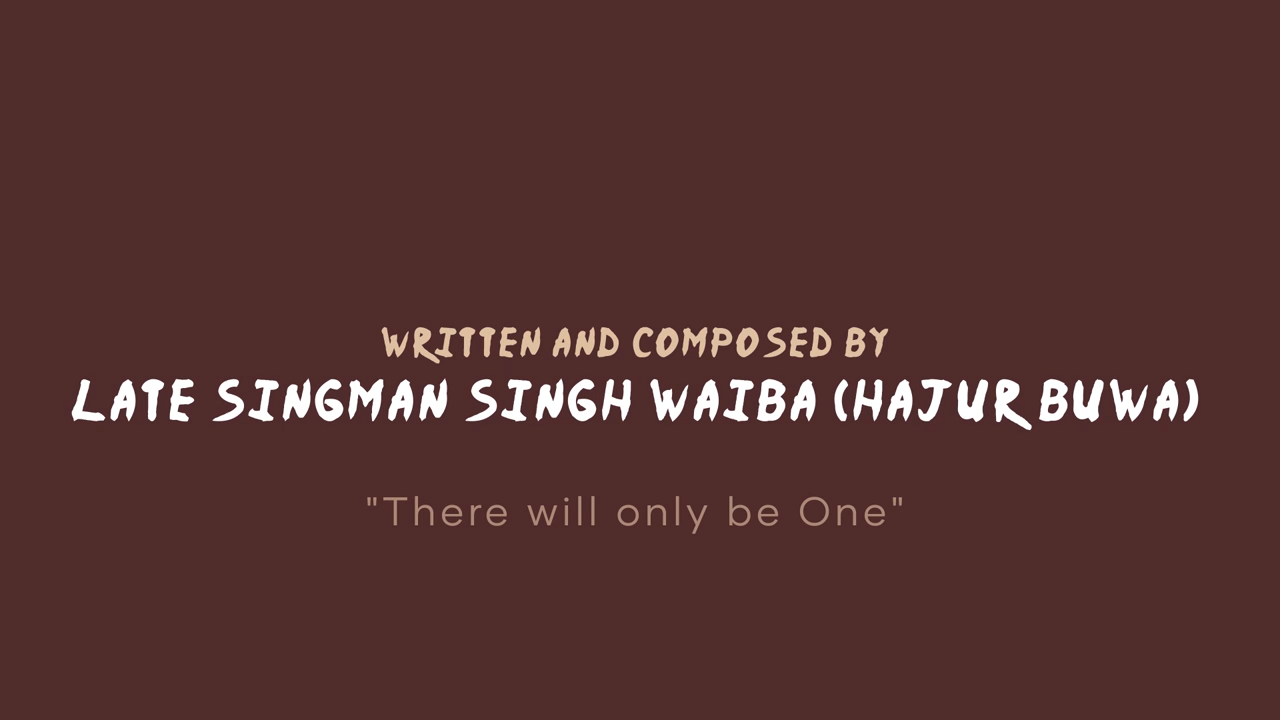 WRITTEN AND COMPOSED BY
LATE SINGMAN SINGH WAIBA (HAJUR BUWA)
"There will only be One"